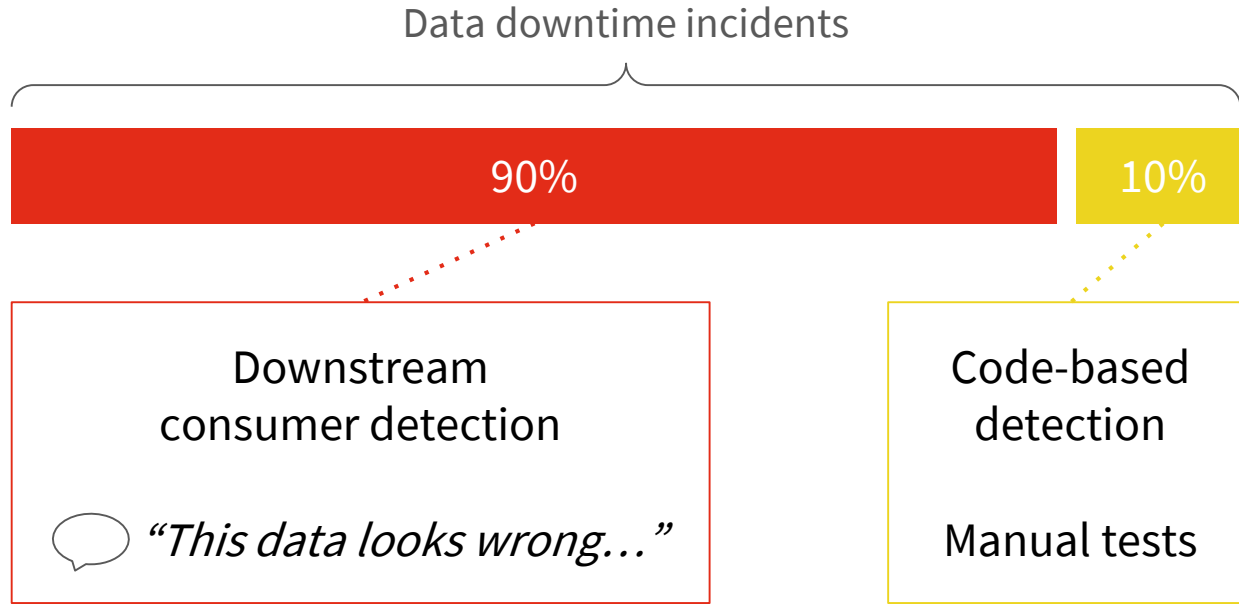 Data downtime incidents
90%
10%
Downstream
consumer detection
“This data looks wrong…”
Code-based
detection
Manual tests